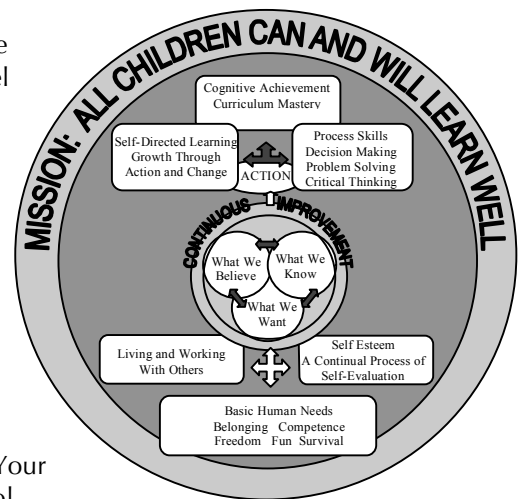 e
el
MISSION: ALL CHILDREN CAN AND WILL LEARN WELL
Cognitive Achievement
Curriculum Mastery
Self-Directed Learning
Growth Through
Action and Change
Process Skills
Decision Making
Problem Solving
Critical Thinking
ACTION
CONTINUOUS IMPROVEMENT
What We
Believe
What We
Know
What We
Want
Living and Working
With Others
Self Esteem
A Continual Process of
Self-Evaluation
Basic Human Needs
Belonging Competence
Freedom Fun Survival
Your